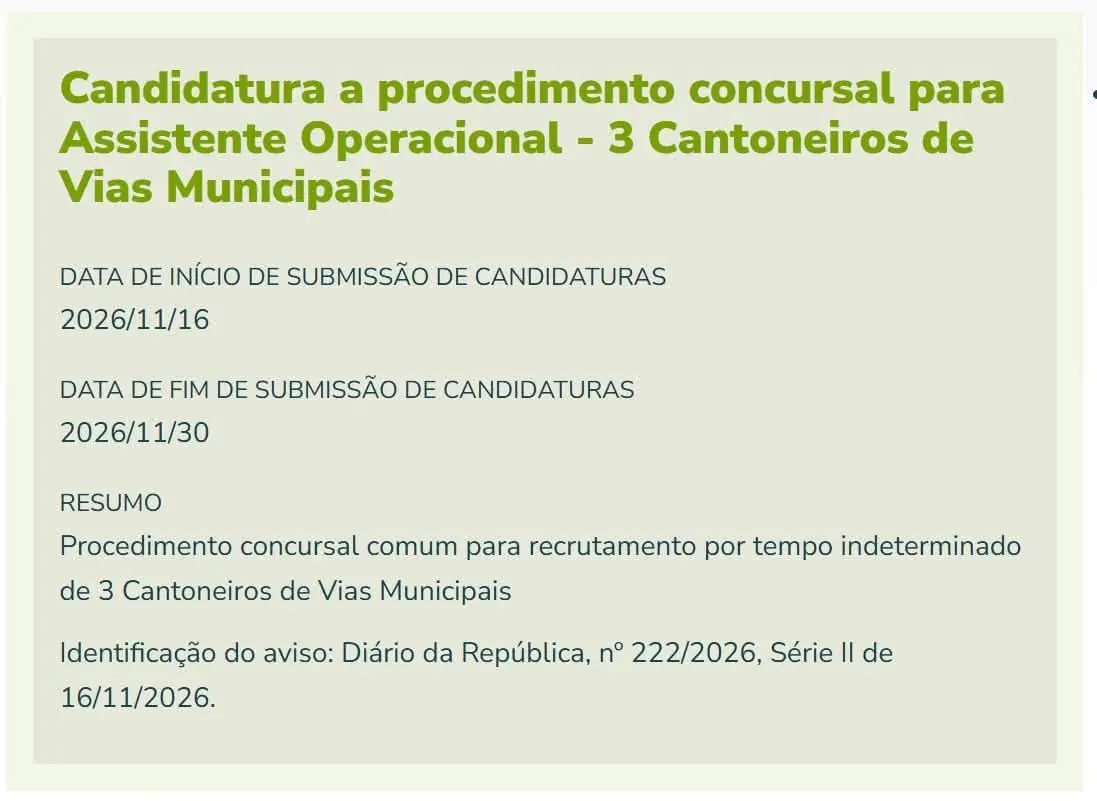 Candidatura a procedimento concursal para
Assistente Operacional - 3 Cantoneiros de
Vias Municipais
DATA DE INÍCIO DE SUBMISSÃO DE CANDIDATURAS
2026/11/16
DATA DE FIM DE SUBMISSÃO DE CANDIDATURAS
2026/11/30
RESUMO
Procedimento concursal comum para recrutamento por tempo indeterminado
de 3 Cantoneiros de Vias Municipais
Identificação do aviso: Diário da República, nº 222/2026, Série II de
16/11/2026.